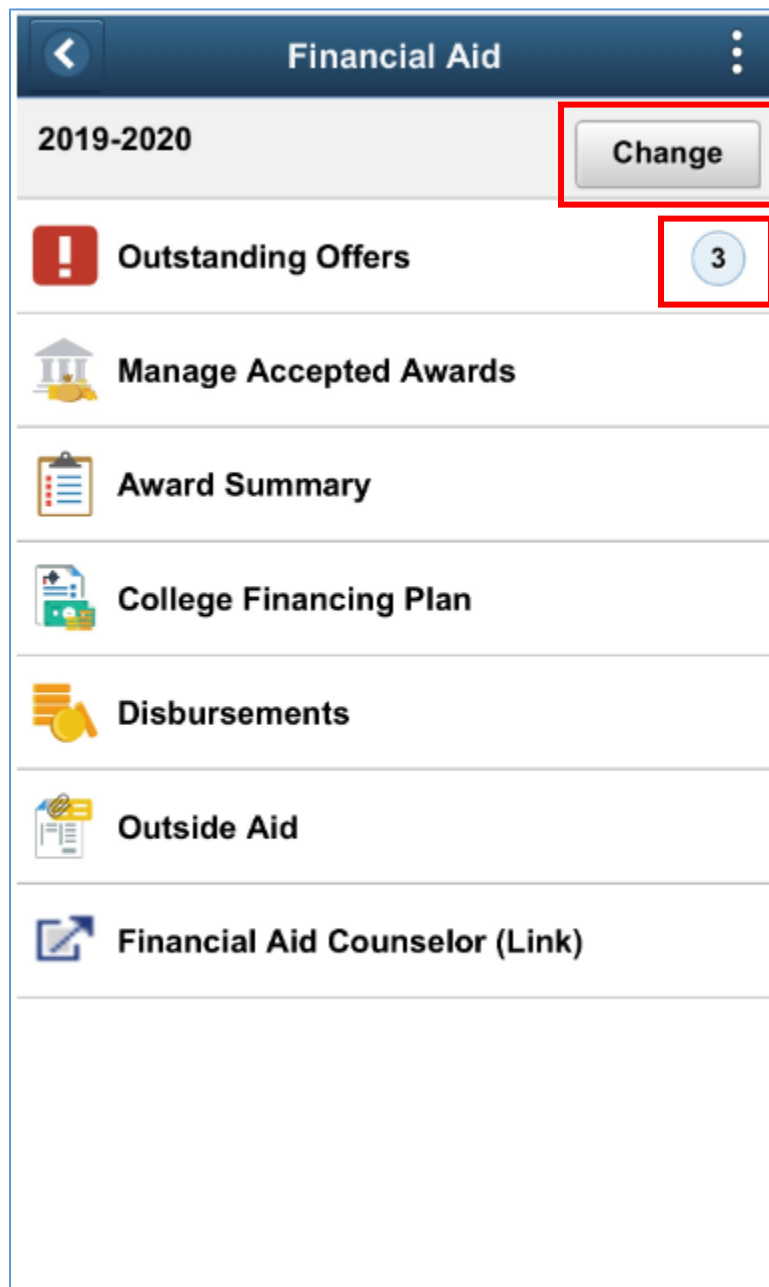 Financial Aid
2019-2020
Change
Outstanding Offers
3
Manage Accepted Awards
Award Summary
College Financing Plan
Disbursements
Outside Aid
Financial Aid Counselor (Link)